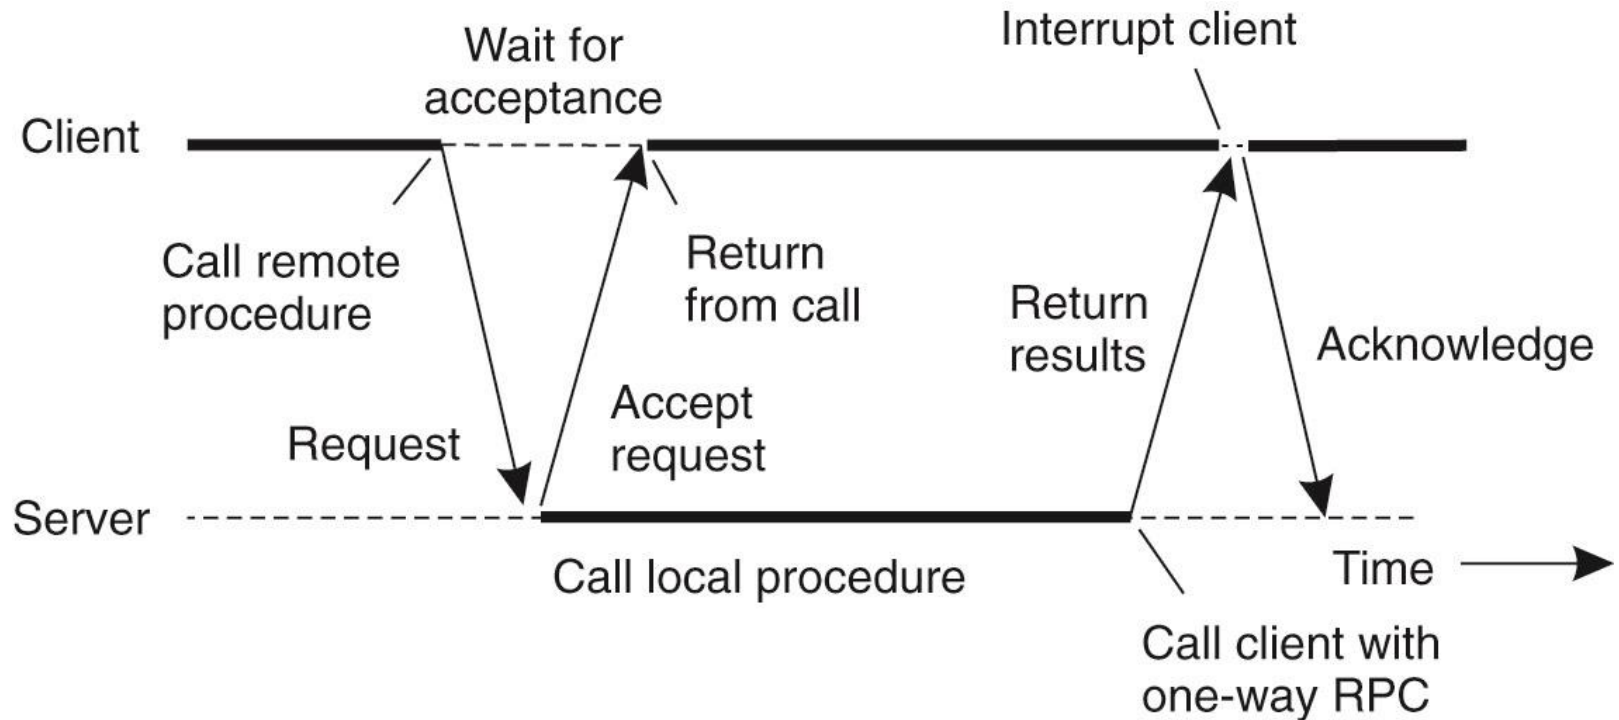 Interrupt client
Wait for
acceptance
Client
Call remote
procedure
Return
from call
Return
results
Acknowledge
Accept
request
Request
Server
Call local procedure
Time
Call client with
one-way RPC